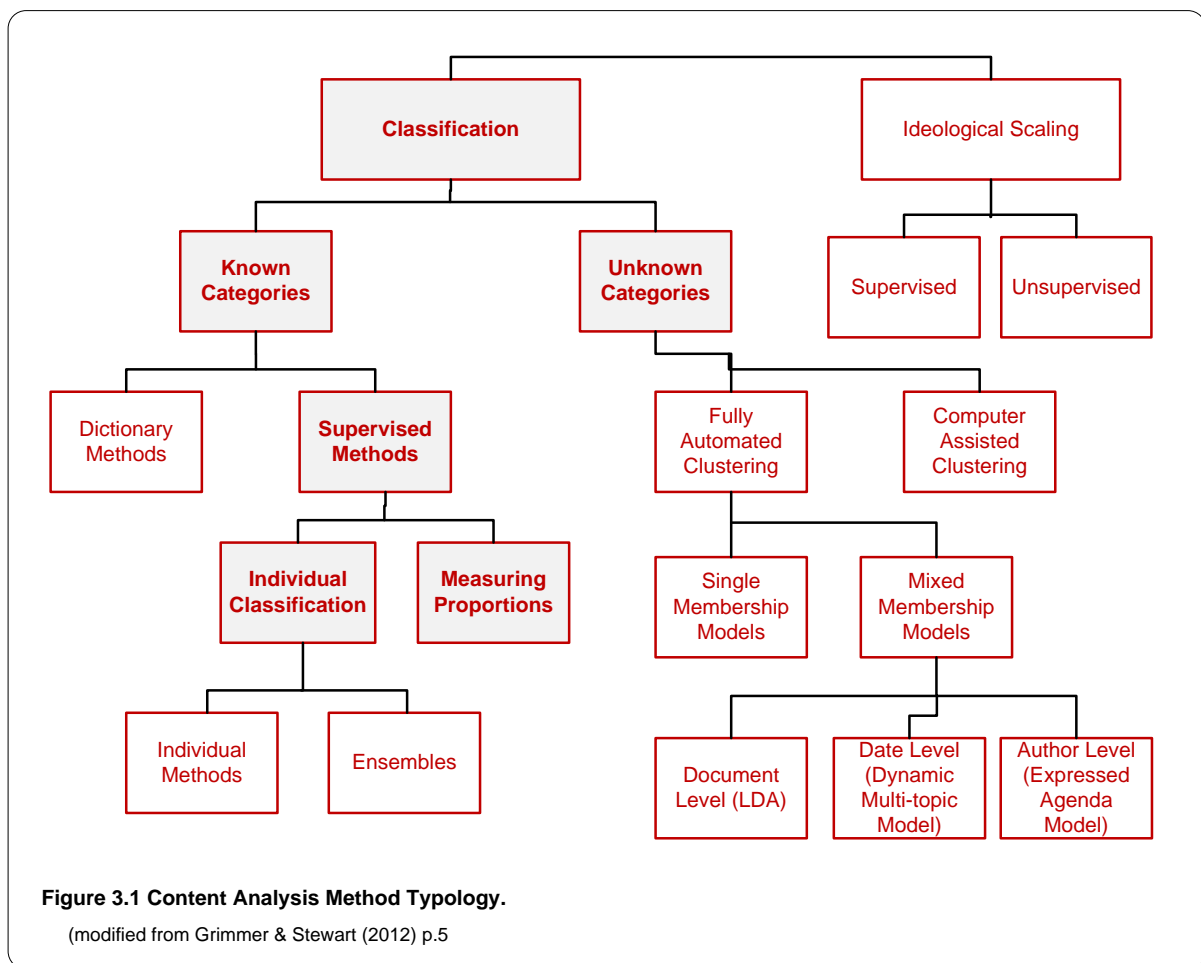 Classification
Ideological Scaling
Known
Categories
Unknown
Categories
Supervised
Unsupervised
Dictionary
Methods
Supervised
Methods
Fully
Automated
Clustering
Computer
Assisted
Clustering
Individual
Classification
Measuring
Proportions
Single
Membership
Models
Mixed
Membership
Models
Individual
Methods
Ensembles
Document
Level (LDA)
Date Level
(Dynamic
Multi-topic
Model)
Author Level
(Expressed
Agenda
Model)
Figure 3.1 Content Analysis Method Typology.
(modified from Grimmer & Stewart (2012) p.5